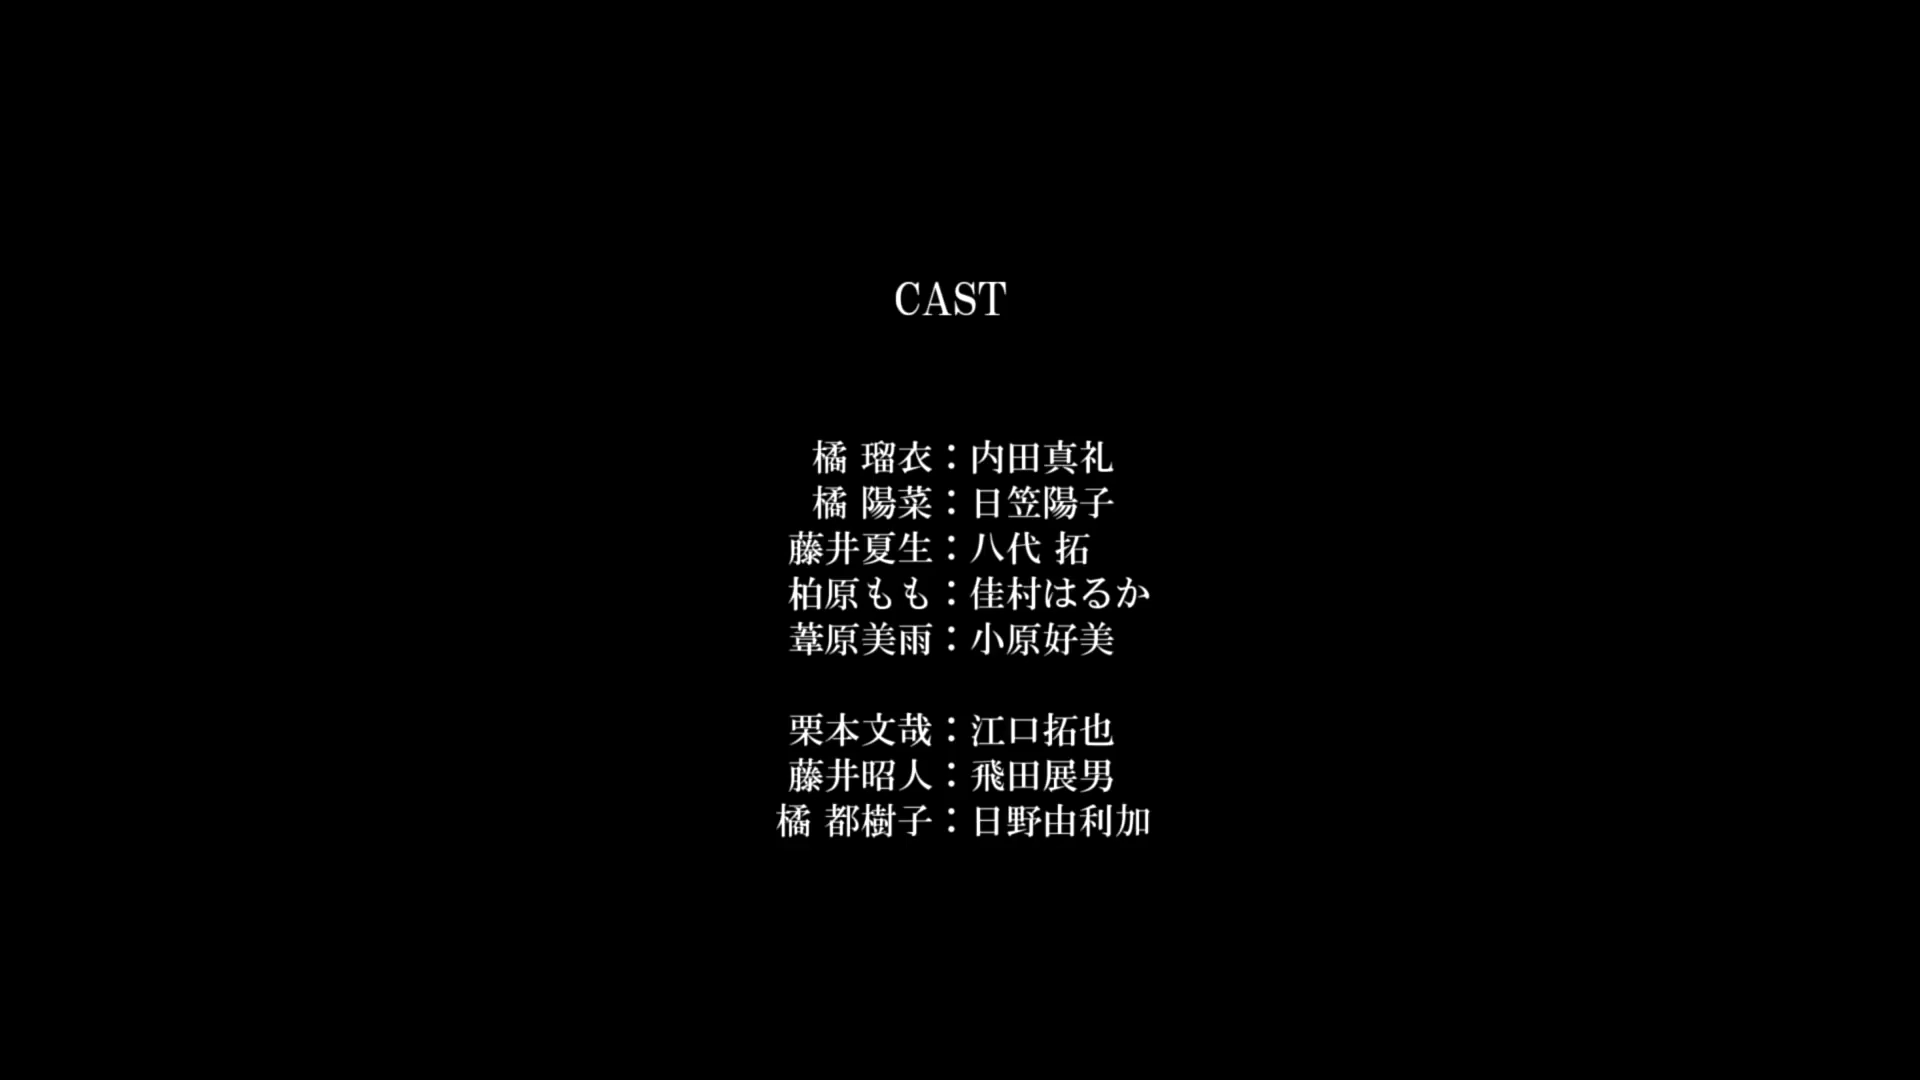 CAST
橘 瑠衣：内田真礼
橘 陽菜：日笠陽子
藤井夏生：八代 拓
柏原もも：佳村はるか
葦原美雨：小原好美
栗本文哉：江口拓也
藤井昭人：飛田展男
橘 都樹子：日野由利加